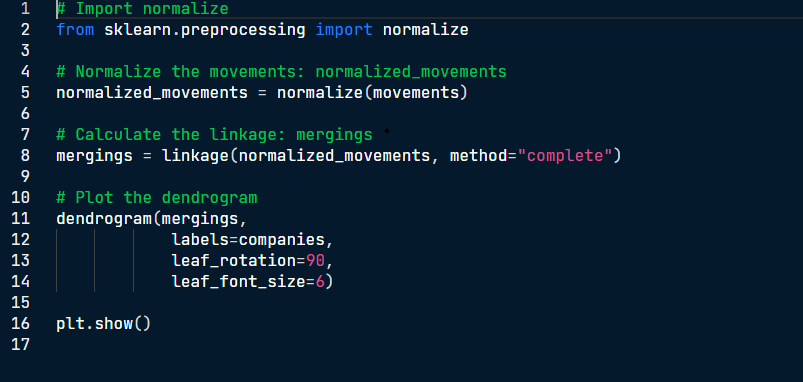 1 # Import normalize
2 from sklearn.preprocessing import normalize
3
4 # Normalize the movements: normalized_movements
5 normalized_movements = normalize(movements)
6
7 # Calculate the linkage: mergings
8 mergings = linkage(normalized_movements, method="complete")
9
10 # Plot the dendrogram
11 dendrogram(mergings,
12             labels=companies,
13             leaf_rotation=90,
14             leaf_font_size=6)
15
16 plt.show()
17